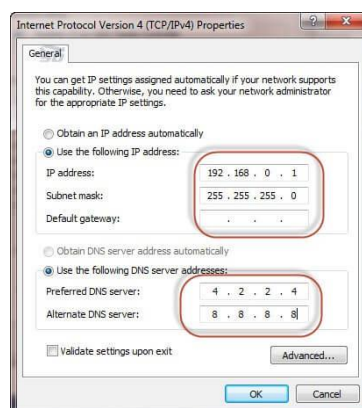 Internet Protocol Version 4 (TCP/IPv4) Properties
General
You can get IP settings assigned automatically if your network supports
this capability. Otherwise, you need to ask your network administrator
for the appropriate IP settings.
Obtain an IP address automatically
Use the following IP address:
IP address: 192 . 168 . 0 . 1
Subnet mask: 255 . 255 . 255 . 0
Default gateway: . . .
Obtain DNS server address automatically
Use the following DNS server addresses:
Preferred DNS server: 4 . 2 . 2 . 4
Alternate DNS server: 8 . 8 . 8 . 8
Validate settings upon exit
Advanced...
OK Cancel